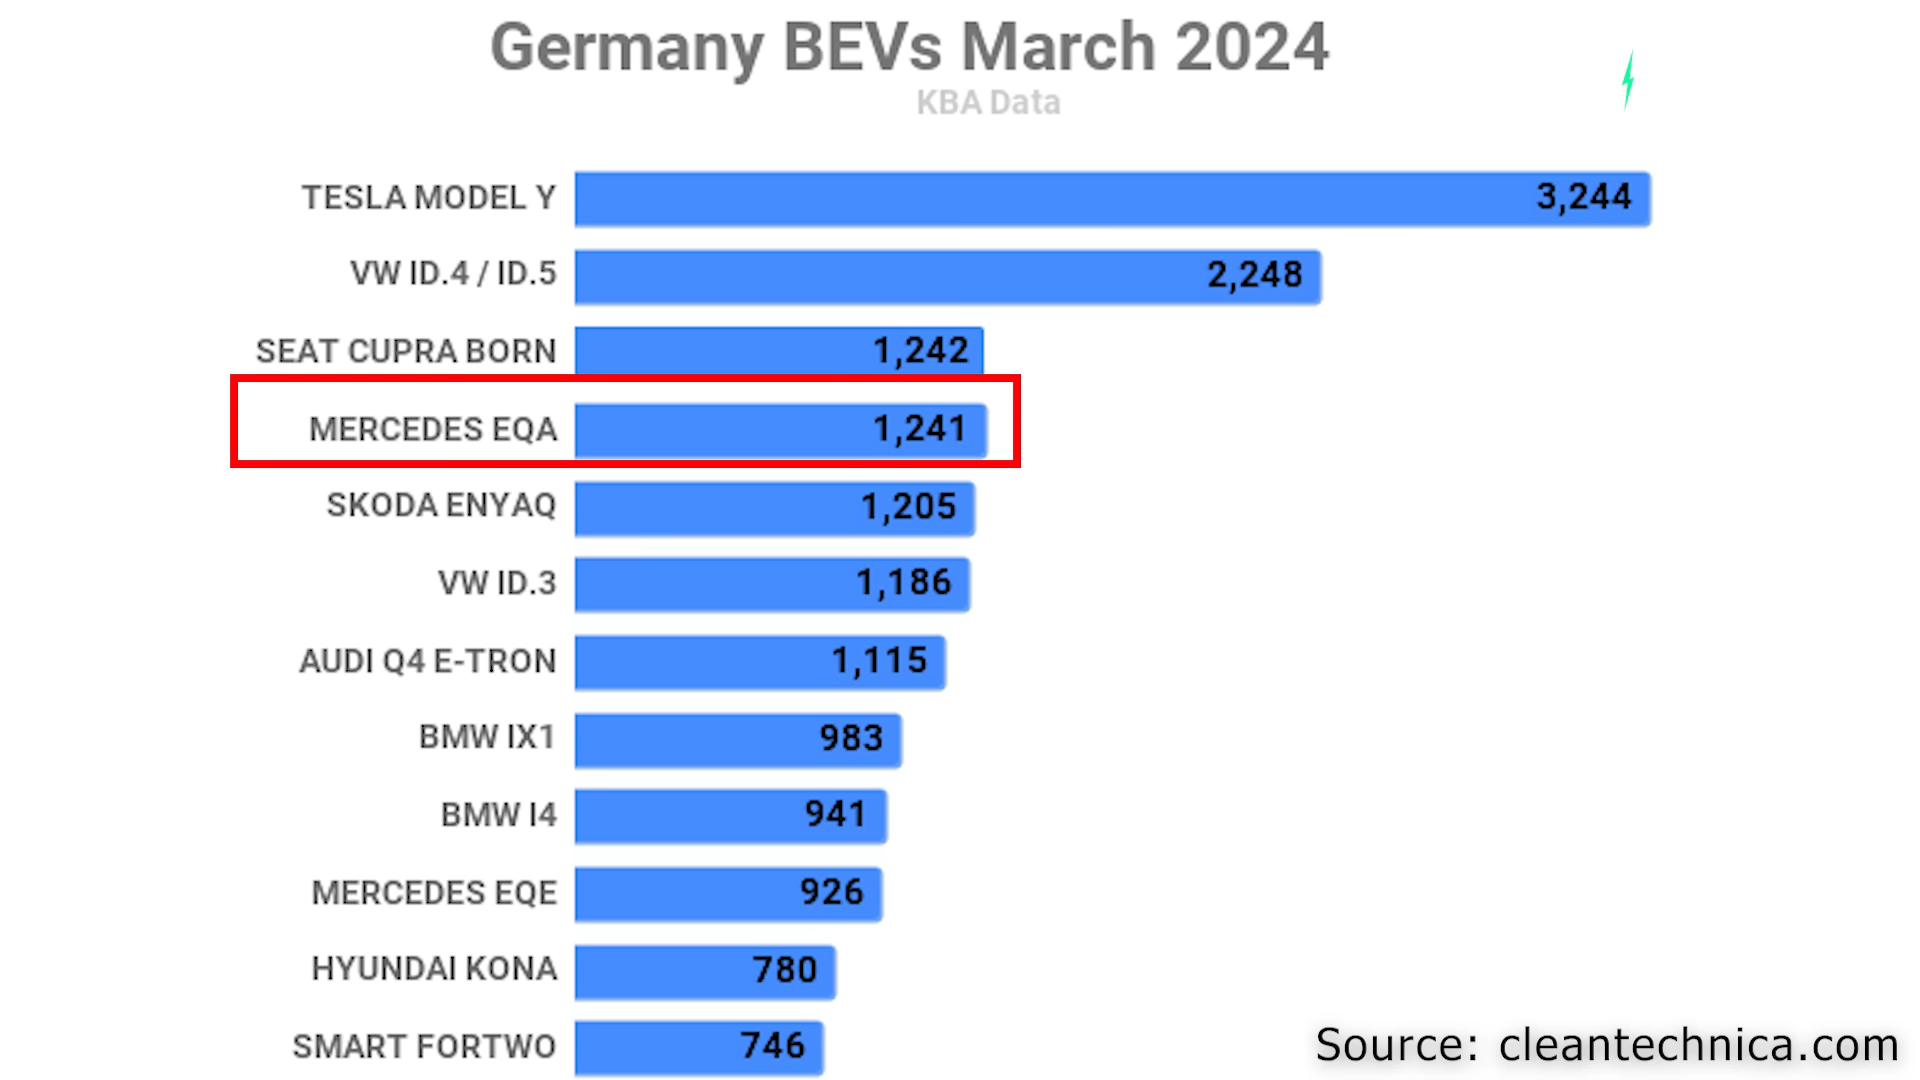 Germany BEVs March 2024
KBA Data
TESLA MODEL Y 3,244
VW ID.4 / ID.5 2,248
SEAT CUPRA BORN 1,242
MERCEDES EQA 1,241
SKODA ENYAQ 1,205
VW ID.3 1,186
AUDI Q4 E-TRON 1,115
BMW IX1 983
BMW I4 941
MERCEDES EQE 926
HYUNDAI KONA 780
SMART FORTWO 746
Source: cleantechnica.com